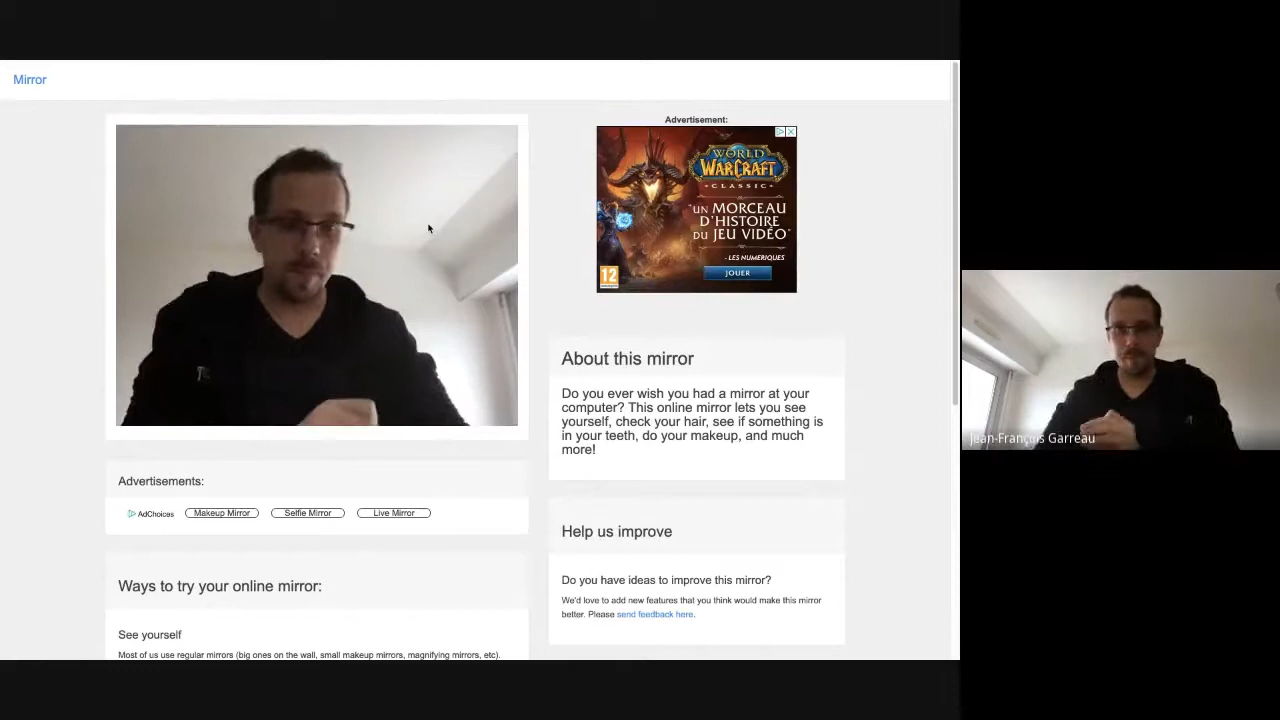 Mirror
Advertisement:
WORLD
WARCRAFT
CLASSIC
"UN MORCEAU
D'HISTOIRE
DU JEU VIDÉO"
- LES NUMERIQUES
JOUER
12
About this mirror
Do you ever wish you had a mirror at your
computer? This online mirror lets you see
yourself, check your hair, see if something is
in your teeth, do your makeup, and much
more!
Advertisements:
AdChoices
Makeup Mirror
Selfie Mirror
Live Mirror
Help us improve
Do you have ideas to improve this mirror?
We'd love to add new features that you think would make this mirror
better. Please send feedback here.
Ways to try your online mirror:
See yourself
Most of us use regular mirrors (big ones on the wall, small makeup mirrors, magnifying mirrors, etc).
Jean-François Garreau